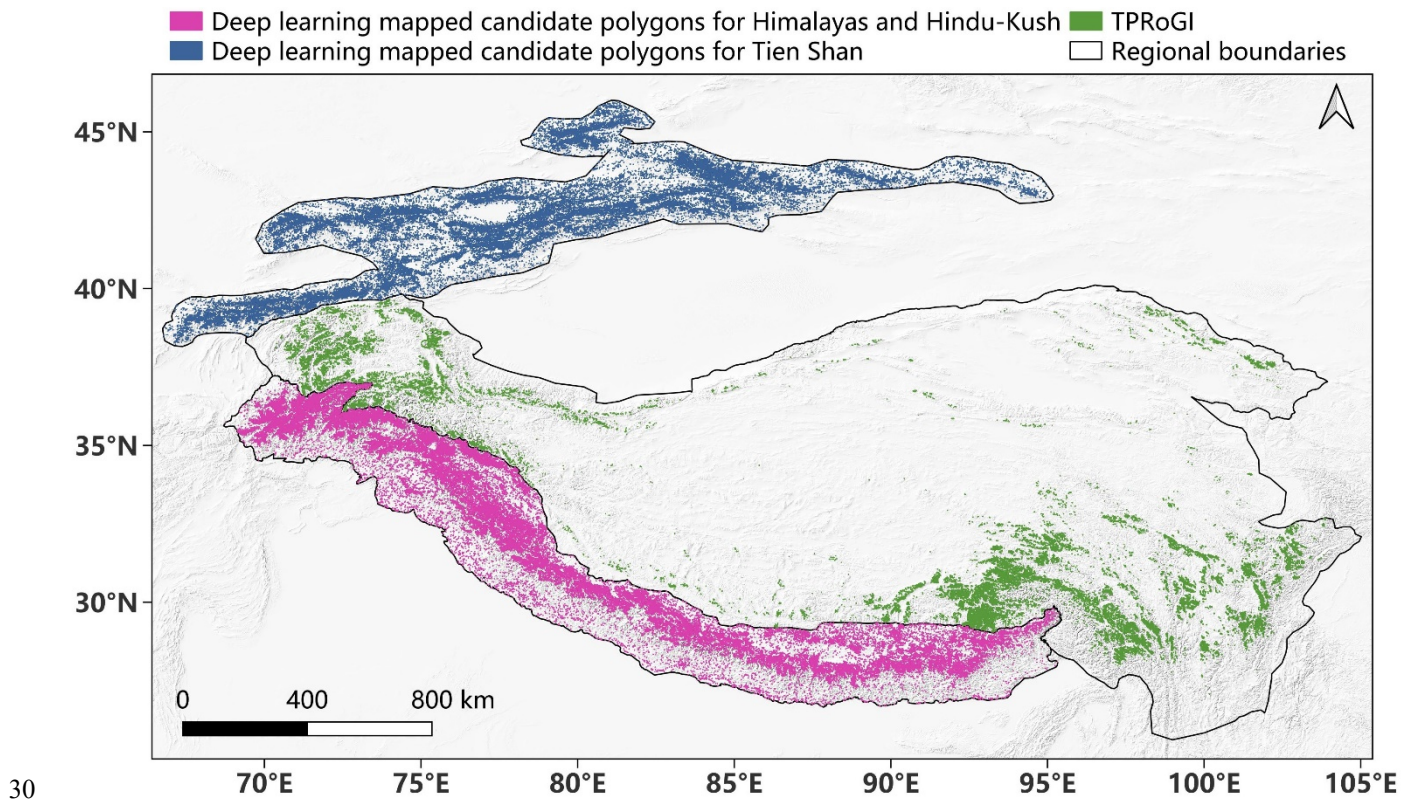 Deep learning mapped candidate polygons for Himalayas and Hindu-Kush TPRoGI
Deep learning mapped candidate polygons for Tien Shan Regional boundaries
45°N
40°N
35°N
30°N
0 400 800 km
30
70°E 75°E 80°E 85°E 90°E 95°E 100°E 105°E